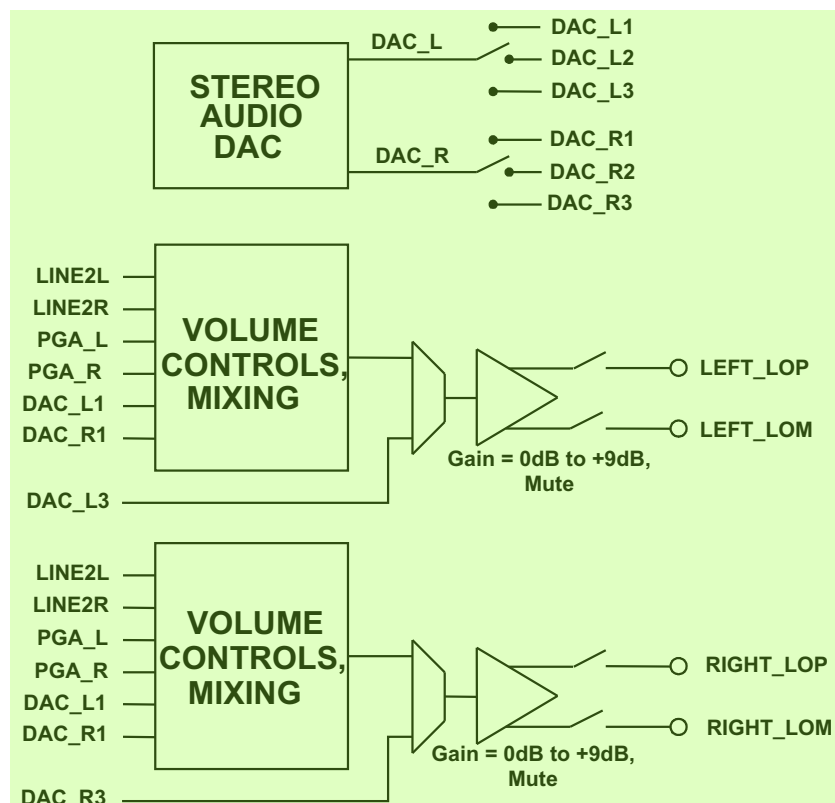 DAC_L
DAC_L1
DAC_L2
DAC_L3
STEREO
AUDIO
DAC
DAC_R
DAC_R1
DAC_R2
DAC_R3
LINE2L
LINE2R
PGA_L
PGA_R
DAC_L1
DAC_R1
DAC_L3
VOLUME
CONTROLS,
MIXING
Gain = 0dB to +9dB,
Mute
LEFT_LOP
LEFT_LOM
LINE2L
LINE2R
PGA_L
PGA_R
DAC_L1
DAC_R1
DAC_R3
VOLUME
CONTROLS,
MIXING
Gain = 0dB to +9dB,
Mute
RIGHT_LOP
RIGHT_LOM